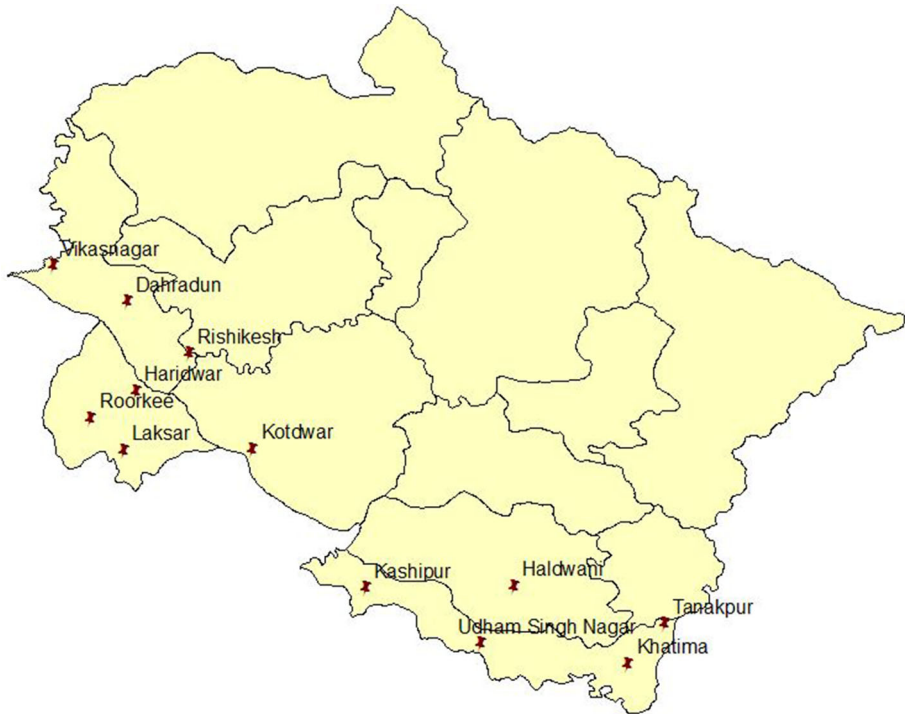 Vikasnagar
Dahradun
Rishikesh
Haridwar
Roorkee
Laksar
Kotdwar
Kashipur
Haldwani
Tanakpur
Udham Singh Nagar
Khatima